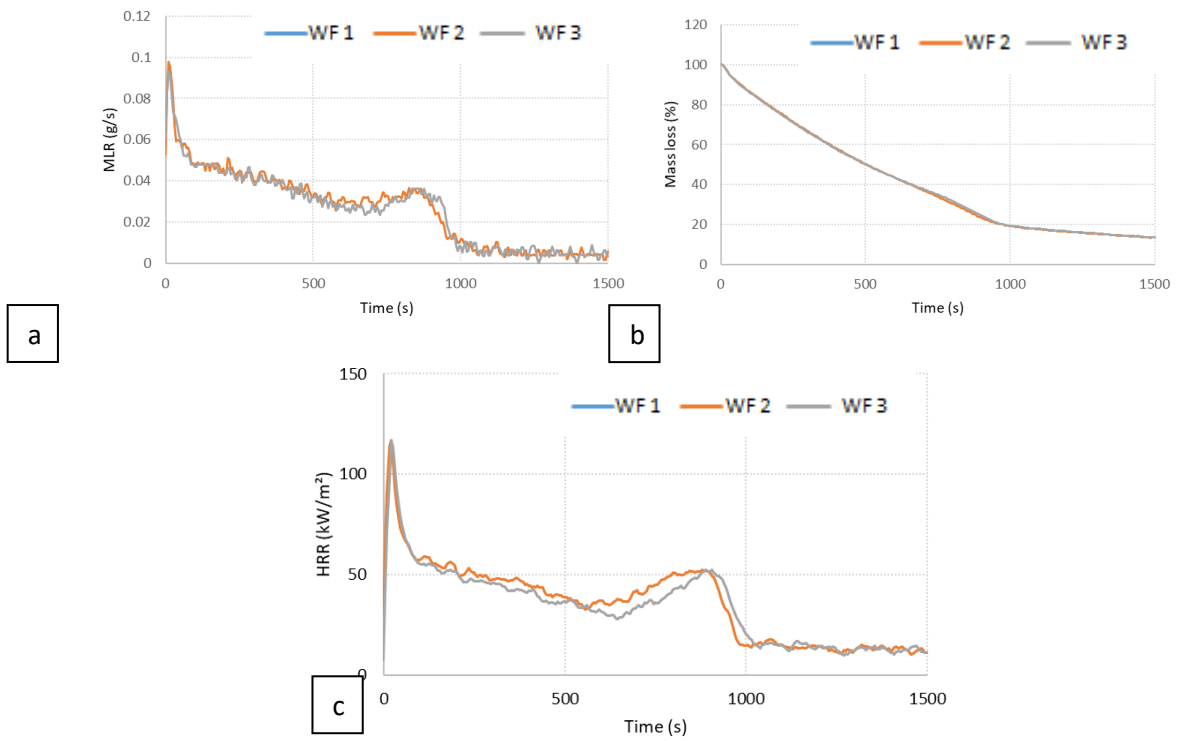 0.12
WF 1 WF 2 WF 3
0.1
0.08
0.06
0.04
0.02
0
MLR (g/s)
0 500 1000 1500
Time (s)
a
120
WF 1 WF 2 WF 3
100
80
60
40
20
0
Mass loss (%)
0 500 1000 1500
Time (s)
b
150
WF 1 WF 2 WF 3
100
50
0
HRR (kW/m²)
0 500 1000 1500
Time (s)
c